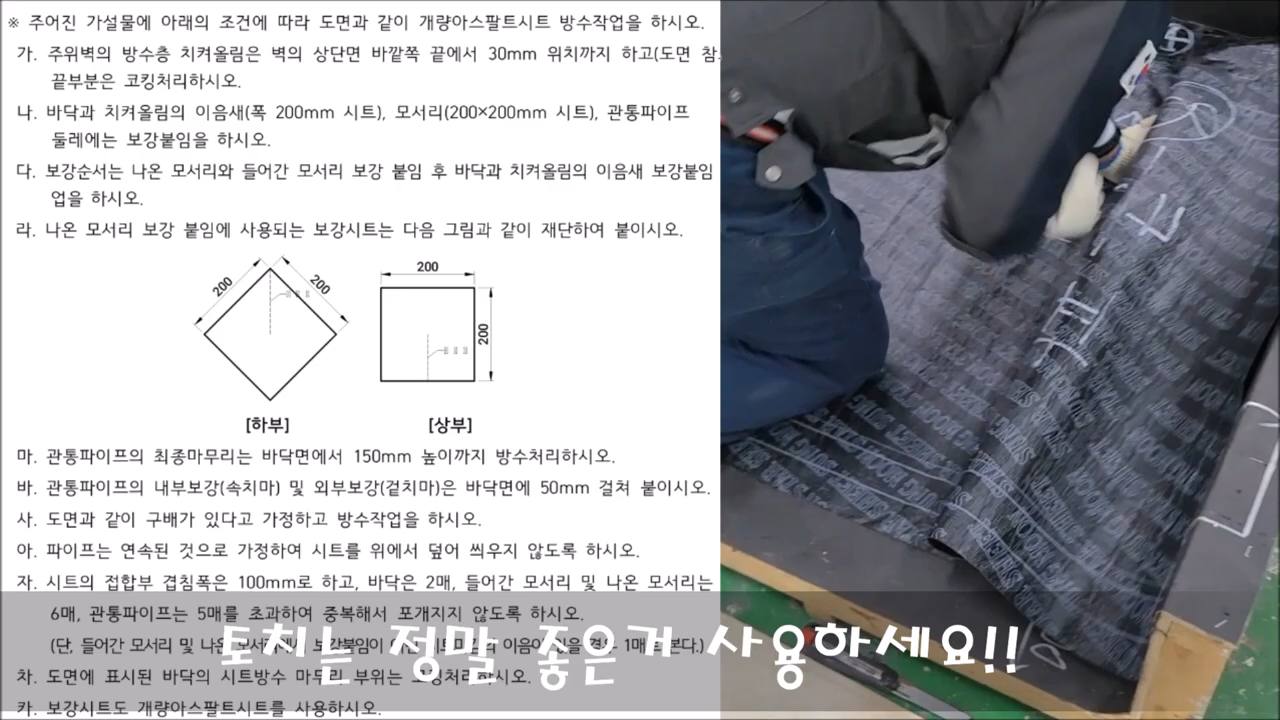 ※ 주어진 가설물에 아래의 조건에 따라 도면과 같이 개량아스팔트시트 방수작업을 하시오.
가. 주위벽의 방수층 치켜올림은 벽의 상단면 바깥쪽 끝에서 30mm 위치까지 하고(도면 참
끝부분은 코킹처리하시오.
나. 바닥과 치켜올림의 이음새(폭 200mm 시트), 모서리(200×200mm 시트), 관통파이프
둘레에는 보강붙임을 하시오.
다. 보강순서는 나온 모서리와 들어간 모서리 보강 붙임 후 바닥과 치켜올림의 이음새 보강붙임
업을 하시오.
라. 나온 모서리 보강 붙임에 사용되는 보강시트는 다음 그림과 같이 재단하여 붙이시오.
200 200 200 200
[하부] [상부]
마. 관통파이프의 최종마무리는 바닥면에서 150mm 높이까지 방수처리하시오.
바. 관통파이프의 내부보강(속치마) 및 외부보강(겉치마)은 바닥면에 50mm 걸쳐 붙이시오.
사. 도면과 같이 구배가 있다고 가정하고 방수작업을 하시오.
아. 파이프는 연속된 것으로 가정하여 시트를 위에서 덮어 씌우지 않도록 하시오.
자. 시트의 접합부 겹침폭은 100mm로 하고, 바닥은 2매, 들어간 모서리 및 나온 모서리는
6매, 관통파이프는 5매를 초과하여 중복해서 포개지지 않도록 하시오.
(단, 들어간 모서리 및 나온 보강붙임이 이음이 1매로 본다.)
토치는 정말 좋은거 사용하세요!!
차. 도면에 표시된 바닥의 시트방수 마무리 부위는 코킹처리하시오.
카. 보강시트도 개량아스팔트시트를 사용하시오.